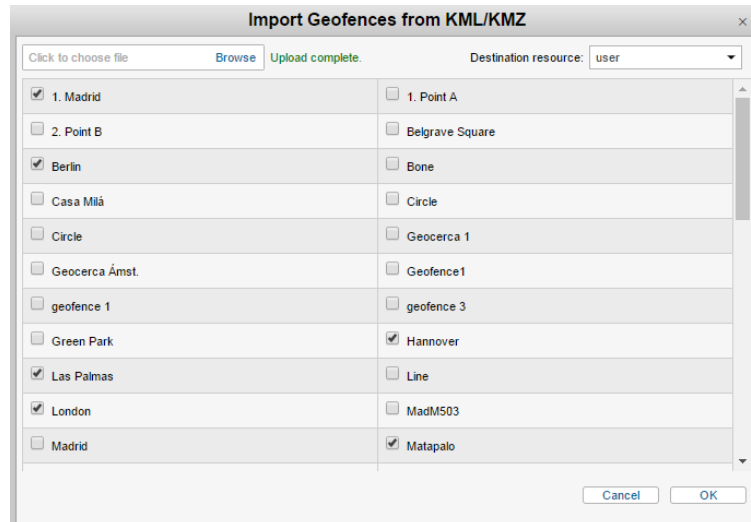 Import Geofences from KML/KMZ
Click to choose file Browse Upload complete. Destination resource: user
1. Madrid 1. Point A
2. Point B Belgrave Square
Berlin Bone
Casa Milá Circle
Circle Geocerca 1
Geocerca Ámst. Geofence1
geofence 1 geofence 3
Green Park Hannover
Las Palmas Line
London MadM503
Madrid Matapalo
Cancel OK